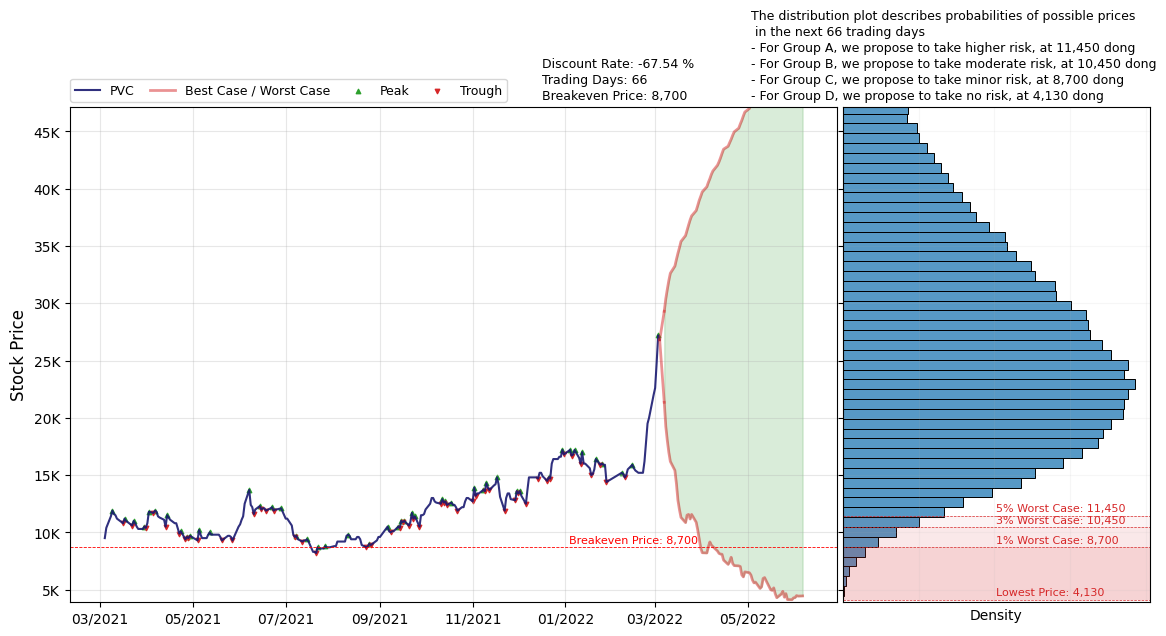 The distribution plot describes probabilities of possible prices
in the next 66 trading days
- For Group A, we propose to take higher risk, at 11,450 dong
- For Group B, we propose to take moderate risk, at 10,450 dong
- For Group C, we propose to take minor risk, at 8,700 dong
- For Group D, we propose to take no risk, at 4,130 dong
Discount Rate: -67.54 %
Trading Days: 66
Breakeven Price: 8,700
PVC Best Case / Worst Case Peak Trough
Stock Price
45K
40K
35K
30K
25K
20K
15K
10K
5K
Breakeven Price: 8,700
5% Worst Case: 11,450
3% Worst Case: 10,450
1% Worst Case: 8,700
Lowest Price: 4,130
03/2021 05/2021 07/2021 09/2021 11/2021 01/2022 03/2022 05/2022
Density